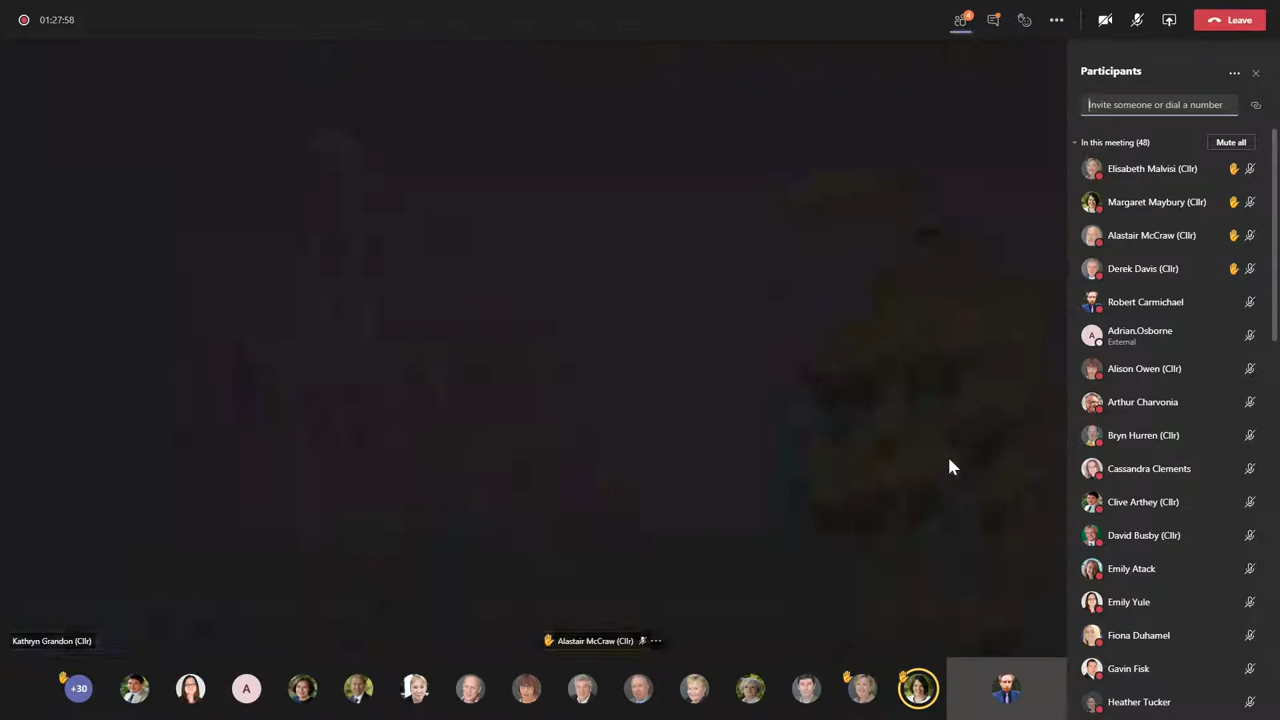 01:27:58
4
Leave
Participants
Invite someone or dial a number
In this meeting (48)
Mute all
Elisabeth Malvisi (Cllr)
Margaret Maybury (Cllr)
Alastair McCraw (Cllr)
Derek Davis (Cllr)
Robert Carmichael
A
Adrian.Osborne
External
Alison Owen (Cllr)
Arthur Charvonia
Bryn Hurren (Cllr)
Cassandra Clements
Clive Arthey (Cllr)
David Busby (Cllr)
Emily Atack
Emily Yule
Fiona Duhamel
Gavin Fisk
Heather Tucker
Kathryn Grandon (Cllr)
Alastair McCraw (Cllr)
+30
A